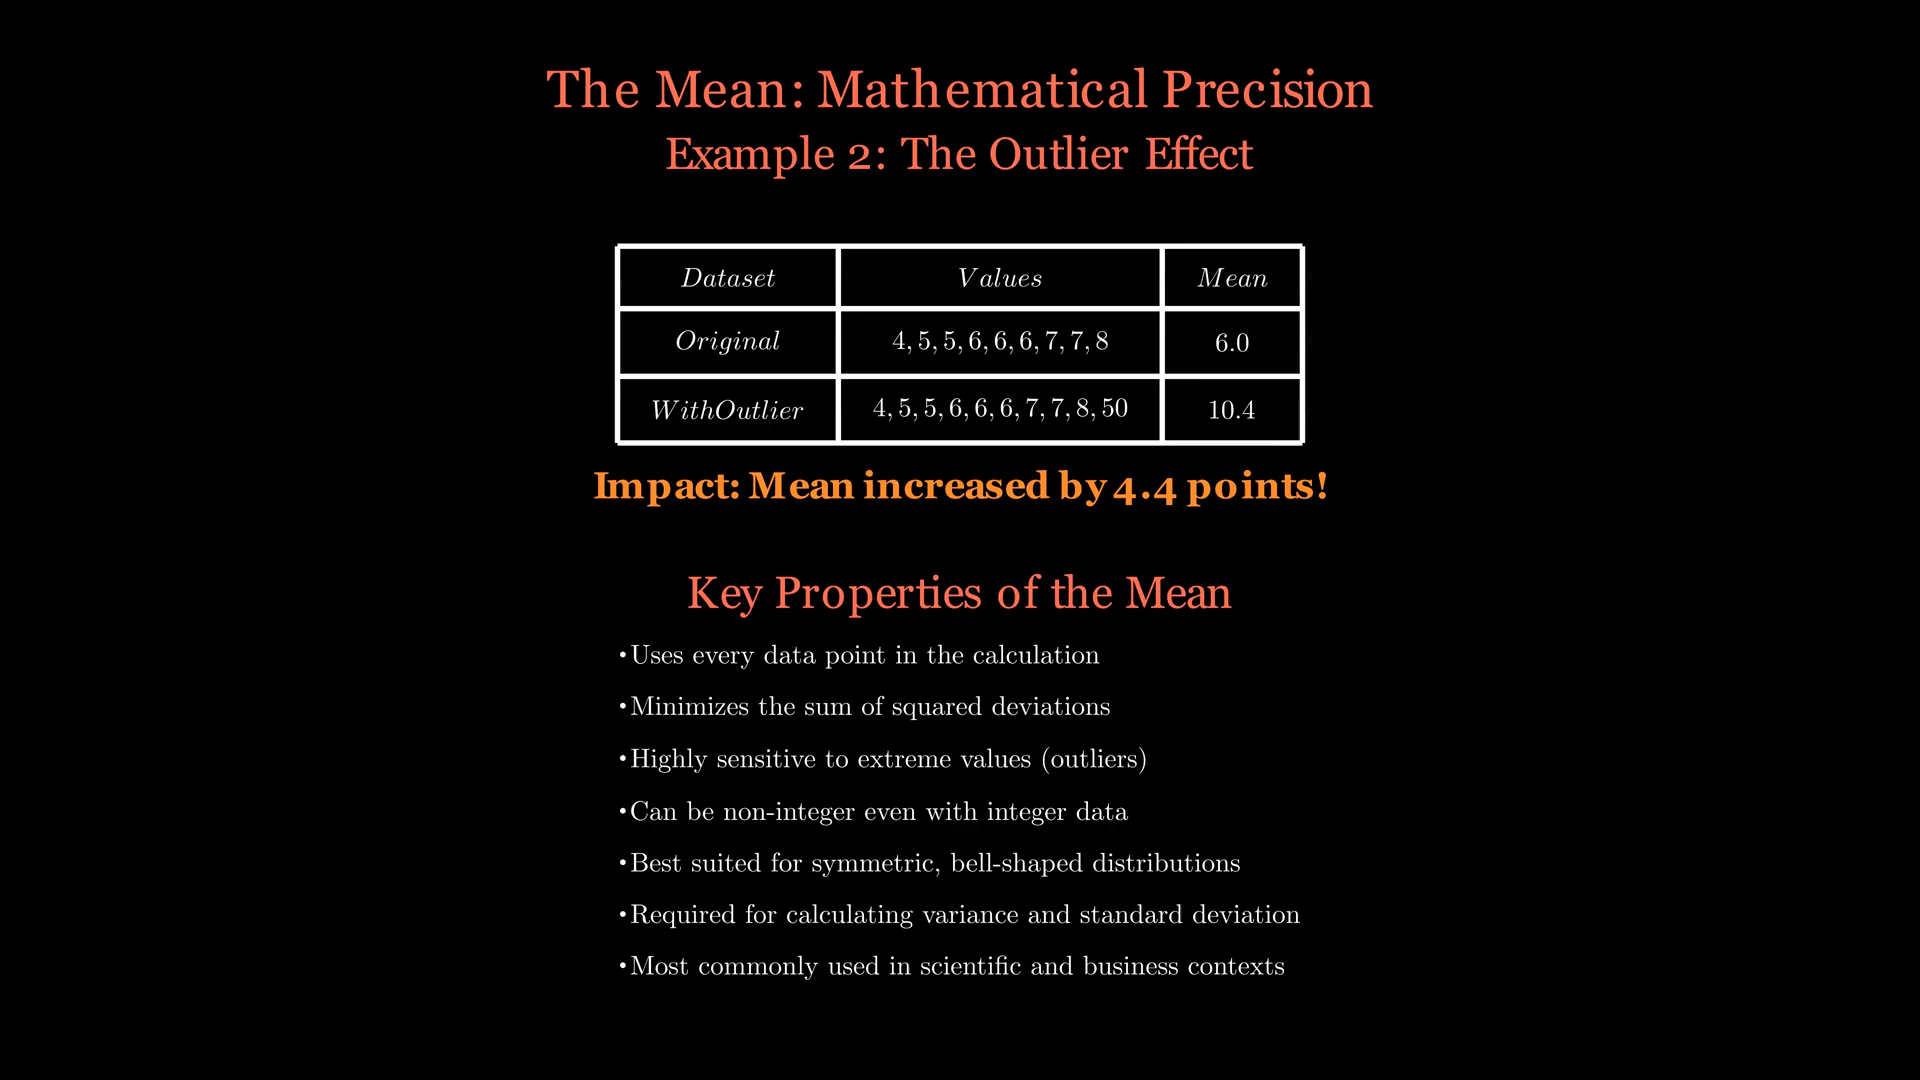 The Mean: Mathematical Precision
Example 2: The Outlier Effect
Dataset Values Mean
Original 4, 5, 5, 6, 6, 6, 7, 7, 8 6.0
WithOutlier 4, 5, 5, 6, 6, 6, 7, 7, 8, 50 10.4
Impact: Mean increased by 4.4 points!
Key Properties of the Mean
•Uses every data point in the calculation
•Minimizes the sum of squared deviations
•Highly sensitive to extreme values (outliers)
•Can be non-integer even with integer data
•Best suited for symmetric, bell-shaped distributions
•Required for calculating variance and standard deviation
•Most commonly used in scientific and business contexts